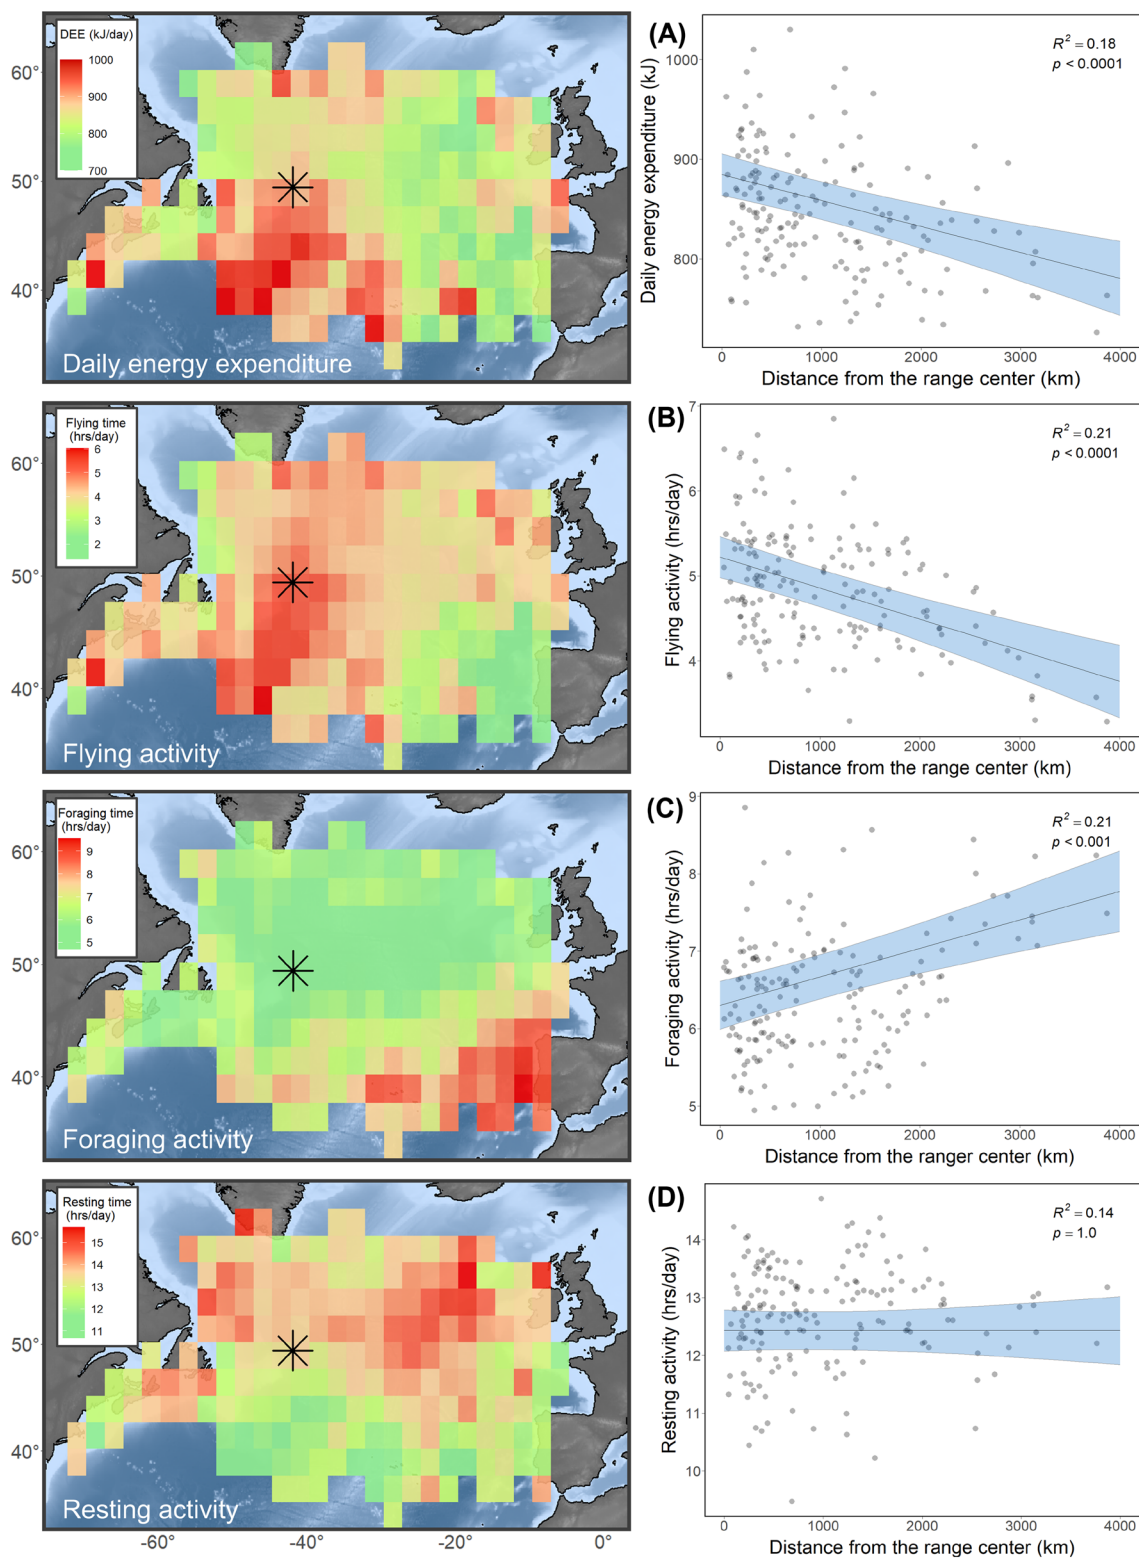 DEE (kJ/day)
1000
900
800
700
60°
50°
40°
Daily energy expenditure
(A)
R² = 0.18
p < 0.0001
Daily energy expenditure (kJ)
1000
900
800
0
1000
2000
3000
4000
Distance from the range center (km)
Flying time
(hrs/day)
6
5
4
3
2
60°
50°
40°
Flying activity
(B)
R² = 0.21
p < 0.0001
Flying activity (hrs/day)
7
6
5
4
0
1000
2000
3000
4000
Distance from the range center (km)
Foraging time
(hrs/day)
9
8
7
6
5
60°
50°
40°
Foraging activity
(C)
R² = 0.21
p < 0.001
Foraging activity (hrs/day)
9
8
7
6
5
0
1000
2000
3000
4000
Distance from the ranger center (km)
Resting time
(hrs/day)
15
14
13
12
11
60°
50°
40°
Resting activity
-60°
-40°
-20°
0°
(D)
R² = 0.14
p = 1.0
Resting activity (hrs/day)
14
13
12
11
10
0
1000
2000
3000
4000
Distance from the range center (km)